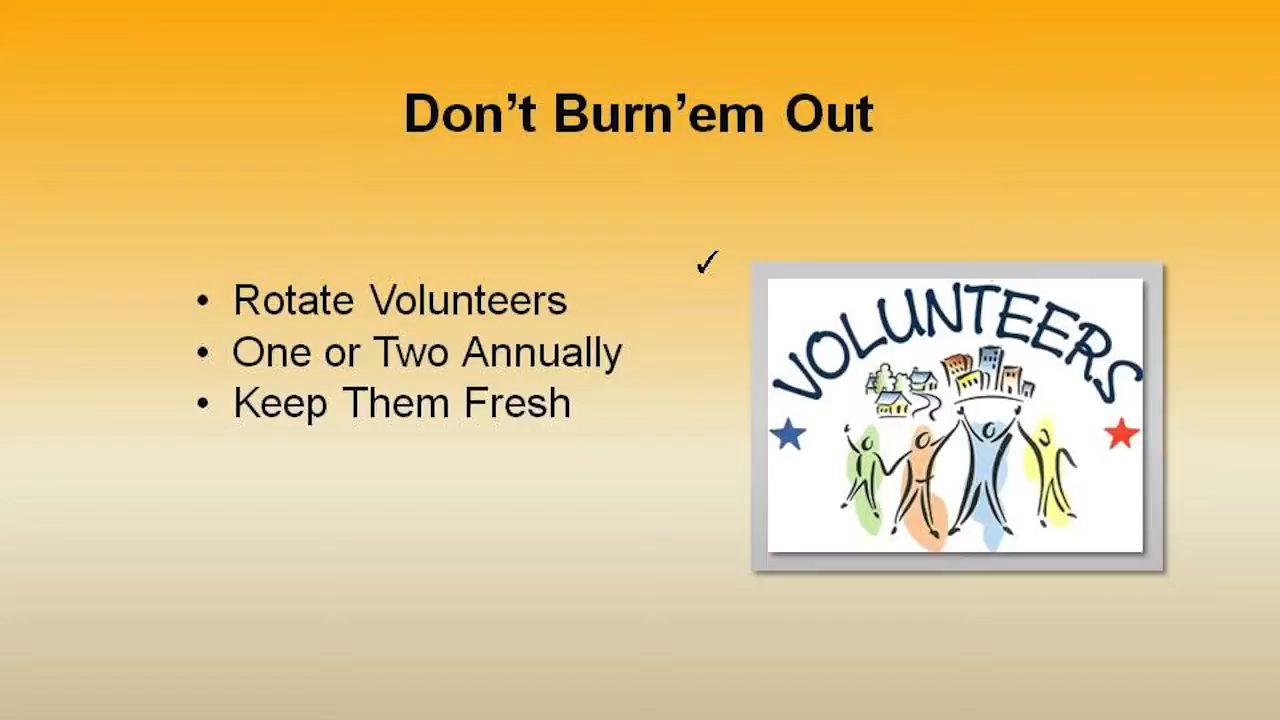 Don’t Burn’em Out
• Rotate Volunteers
• One or Two Annually
• Keep Them Fresh
✓
VOLUNTEERS